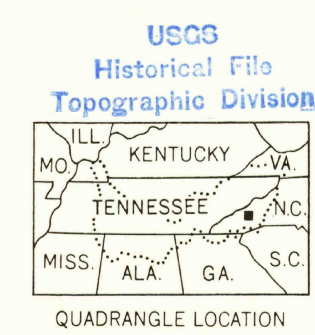 USGS
Historical File
Topographic Division
ILL.
MO.
KENTUCKY
VA.
TENNESSEE
N.C.
MISS.
ALA.
GA.
S.C.
QUADRANGLE LOCATION